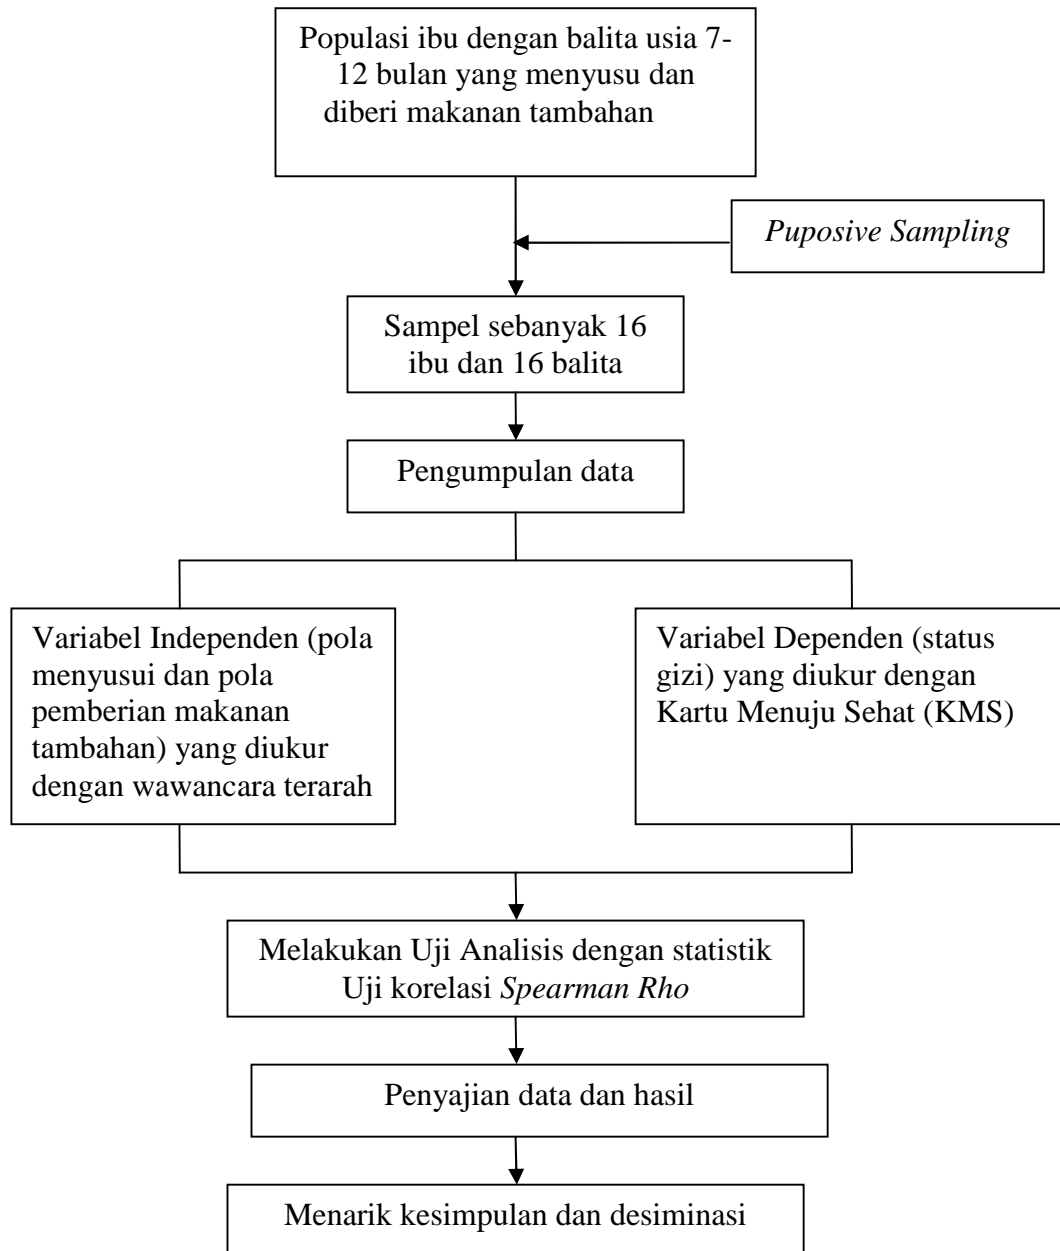 Populasi ibu dengan balita usia 7-
12 bulan yang menyusu dan
diberi makanan tambahan
Puposive Sampling
Sampel sebanyak 16
ibu dan 16 balita
Pengumpulan data
Variabel Independen (pola
menyusui dan pola
pemberian makanan
tambahan) yang diukur
dengan wawancara terarah
Variabel Dependen (status
gizi) yang diukur dengan
Kartu Menuju Sehat (KMS)
Melakukan Uji Analisis dengan statistik
Uji korelasi Spearman Rho
Penyajian data dan hasil
Menarik kesimpulan dan desiminasi